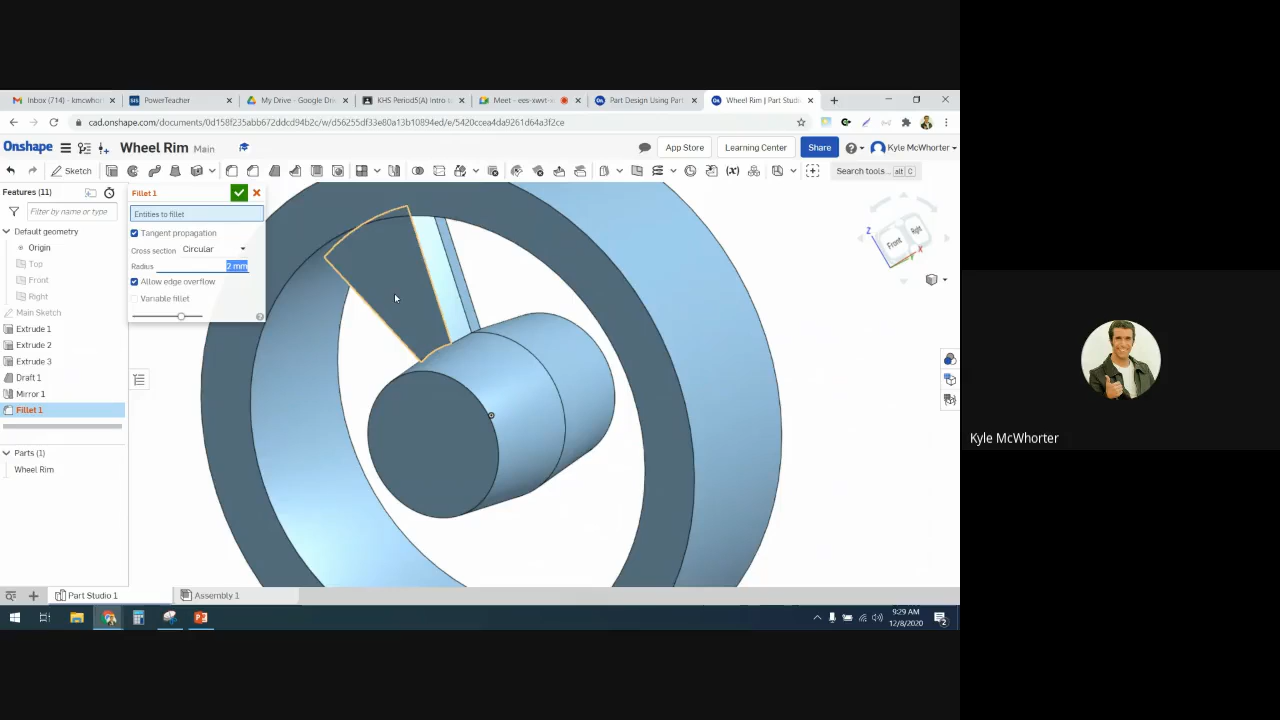 Inbox (714) - kmcwhor
PowerTeacher
My Drive - Google Dri
KHS Period5(A) Intro to
Meet - ees-xwvt-x
Part Design Using Part
Wheel Rim | Part Studio
cad.onshape.com/documents/0d158f235abb672ddcd94b2c/w/d56255df33e80a13b10894ed/e/5420ccea4da9261d64a3f2ce
Onshape
Wheel Rim Main
App Store
Learning Center
Share
Kyle McWhorter
Sketch
Search tools...
alt C
Features (11)
Filter by name or type
Default geometry
Origin
Top
Front
Right
Main Sketch
Extrude 1
Extrude 2
Extrude 3
Draft 1
Mirror 1
Fillet 1
Parts (1)
Wheel Rim
Fillet 1
Entities to fillet
Tangent propagation
Cross section Circular
Radius 2 mm
Allow edge overflow
Variable fillet
Z
Front
Right
X
Part Studio 1
Assembly 1
9:29 AM
12/8/2020
2
Kyle McWhorter